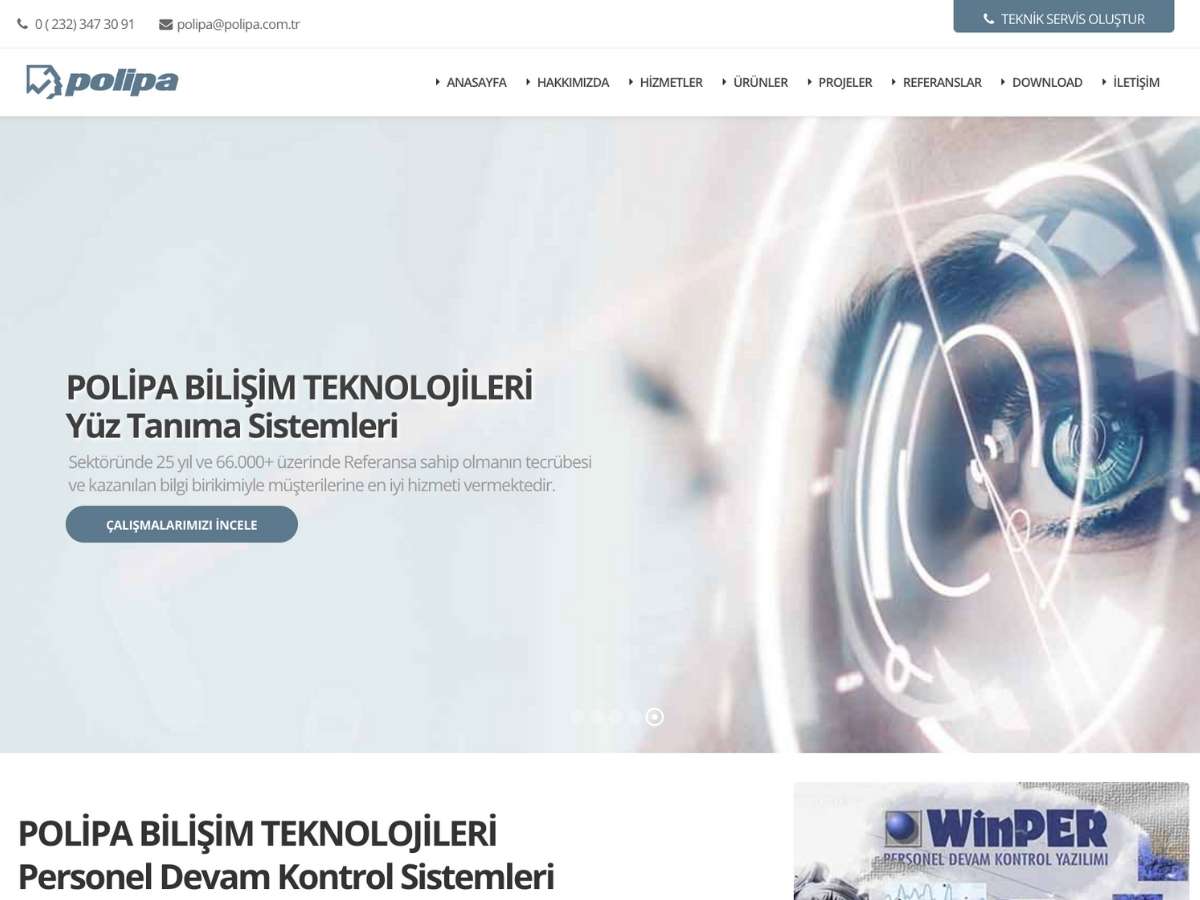 0 ( 232) 347 30 91
polipa@polipa.com.tr
TEKNİK SERVİS OLUŞTUR
polipa
ANASAYFA
HAKKIMIZDA
HİZMETLER
ÜRÜNLER
PROJELER
REFERANSLAR
DOWNLOAD
İLETİŞİM
POLİPA BİLİŞİM TEKNOLOJİLERİ
Yüz Tanıma Sistemleri
Sektöründe 25 yıl ve 66.000+ üzerinde Referansa sahip olmanın tecrübesi
ve kazanılan bilgi birikimiyle müşterilerine en iyi hizmeti vermektedir.
ÇALIŞMALARIMIZI İNCELE
POLİPA BİLİŞİM TEKNOLOJİLERİ
Personel Devam Kontrol Sistemleri
WinPER
PERSONEL DEVAM KONTROL YAZILIMI